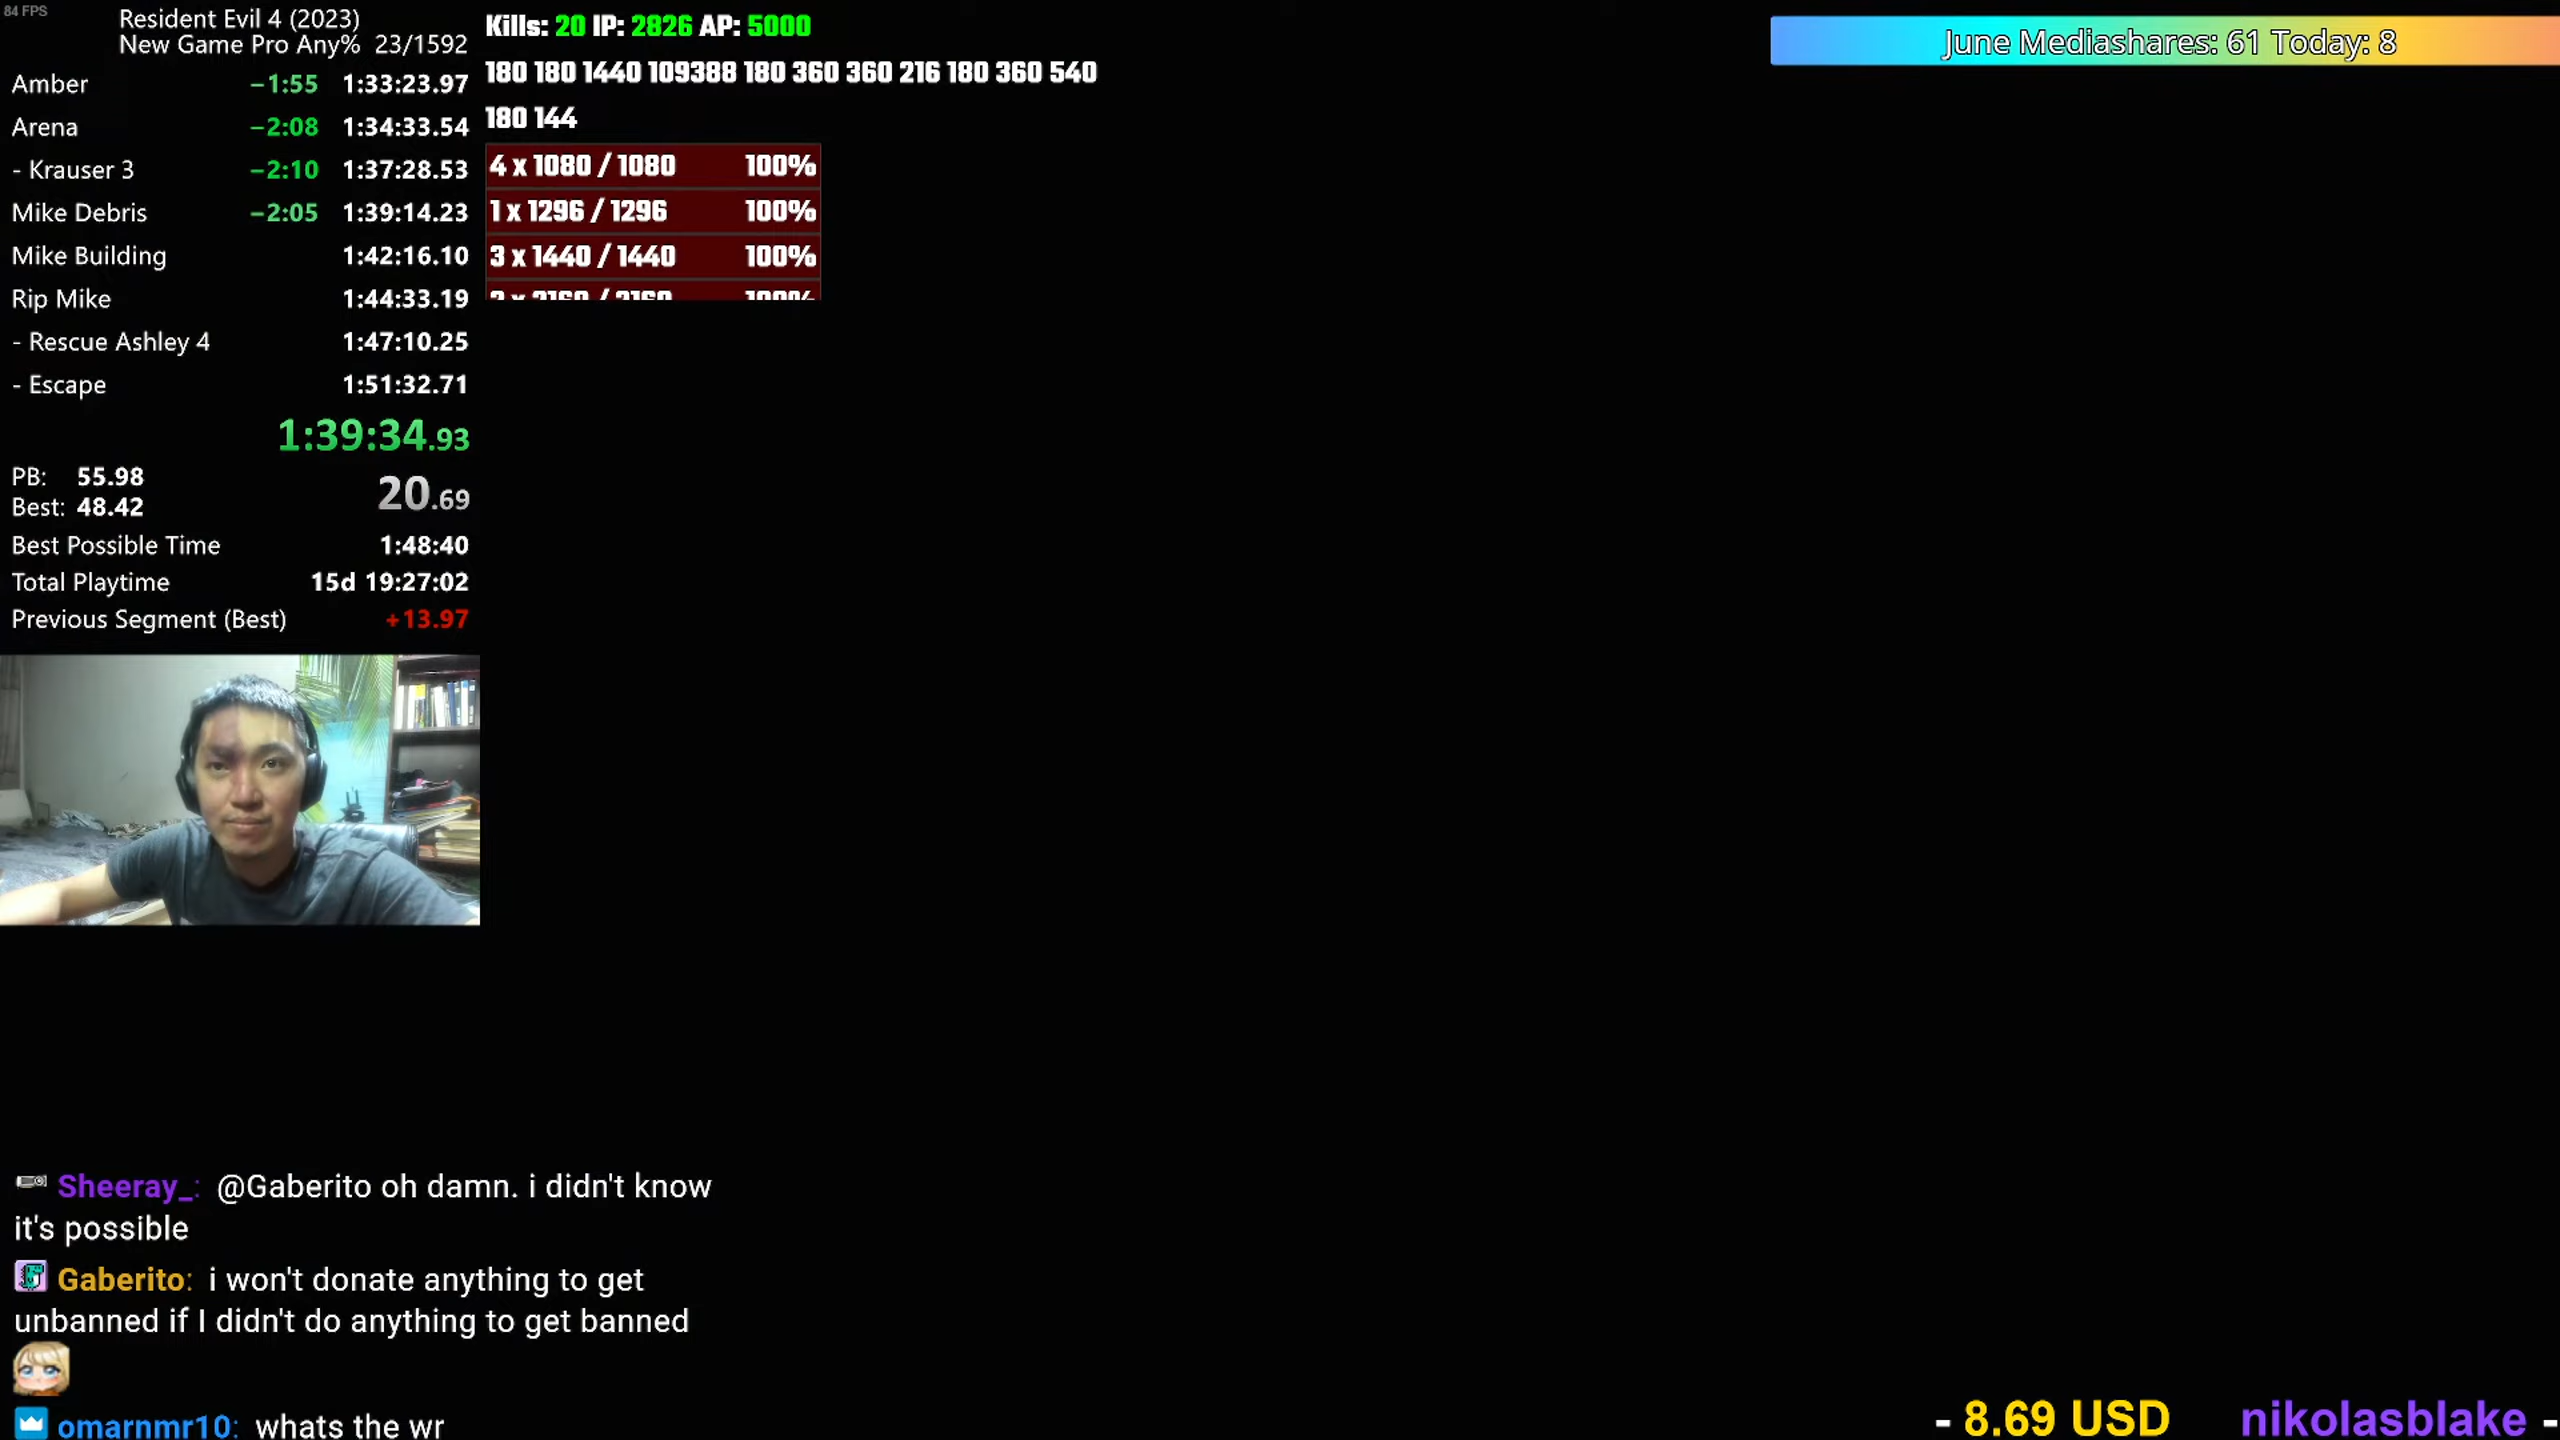 84 FPS
Resident Evil 4 (2023)
New Game Pro Any% 23/1592
Amber -1:55 1:33:23.97
Arena -2:08 1:34:33.54
- Krauser 3 -2:10 1:37:28.53
Mike Debris -2:05 1:39:14.23
Mike Building 1:42:16.10
Rip Mike 1:44:33.19
- Rescue Ashley 4 1:47:10.25
- Escape 1:51:32.71
1:39:34.93
PB: 55.98
Best: 48.42
20.69
Best Possible Time 1:48:40
Total Playtime 15d 19:27:02
Previous Segment (Best) +13.97
Kills: 20 IP: 2826 AP: 5000
180 180 1440 109388 180 360 360 216 180 360 540
180 144
4 x 1080 / 1080 100%
1 x 1296 / 1296 100%
3 x 1440 / 1440 100%
2 x 2160 / 2160 100%
June Mediashares: 61 Today: 8
Sheeray_: @Gaberito oh damn. i didn't know
it's possible
Gaberito: i won't donate anything to get
unbanned if I didn't do anything to get banned
omarnmr10: whats the wr
- 8.69 USD nikolasblake -